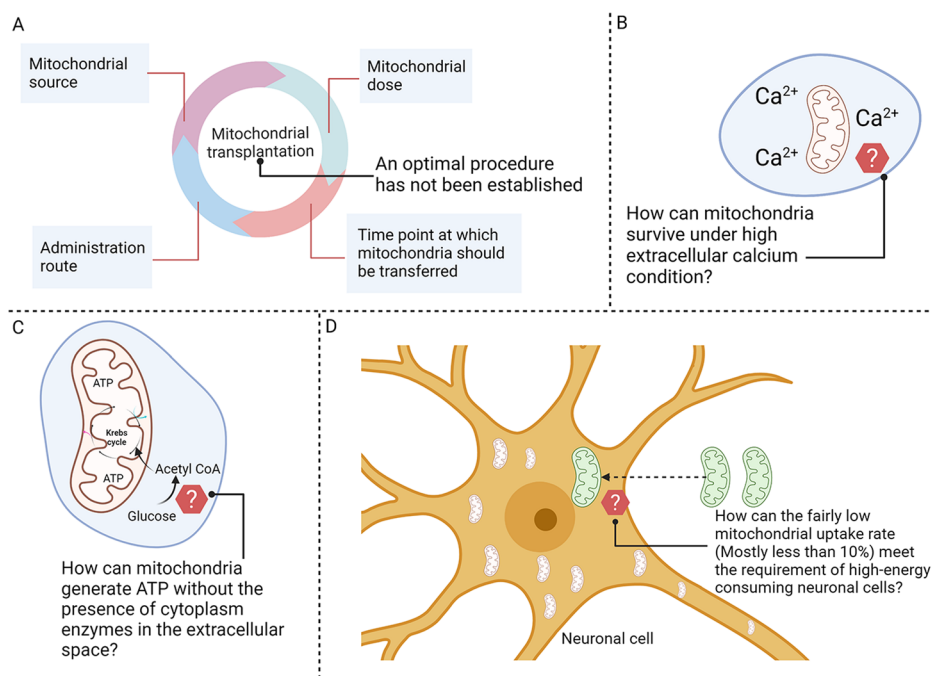 A
Mitochondrial
source
Mitochondrial
dose
Mitochondrial
transplantation
An optimal procedure
has not been established
Administration
route
Time point at which
mitochondria should
be transferred
B
Ca²⁺
Ca²⁺
Ca²⁺
?
How can mitochondria
survive under high
extracellular calcium
condition?
C
ATP
Krebs
cycle
ATP
Acetyl CoA
Glucose
?
How can mitochondria
generate ATP without the
presence of cytoplasm
enzymes in the extracellular
space?
D
?
How can the fairly low
mitochondrial uptake rate
(Mostly less than 10%) meet
the requirement of high-energy
consuming neuronal cells?
Neuronal cell